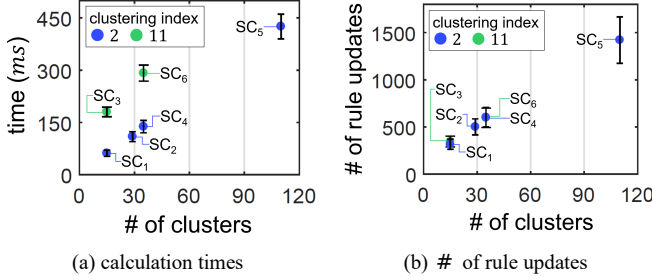 time (ms)
450
300
150
0
clustering index
2 11
SC5
SC3
SC6
SC4
SC2
SC1
0 30 60 90 120
# of clusters
(a) calculation times
# of rule updates
1500
1000
500
0
clustering index
2 11
SC5
SC3
SC2
SC6
SC4
SC1
0 30 60 90 120
# of clusters
(b) # of rule updates